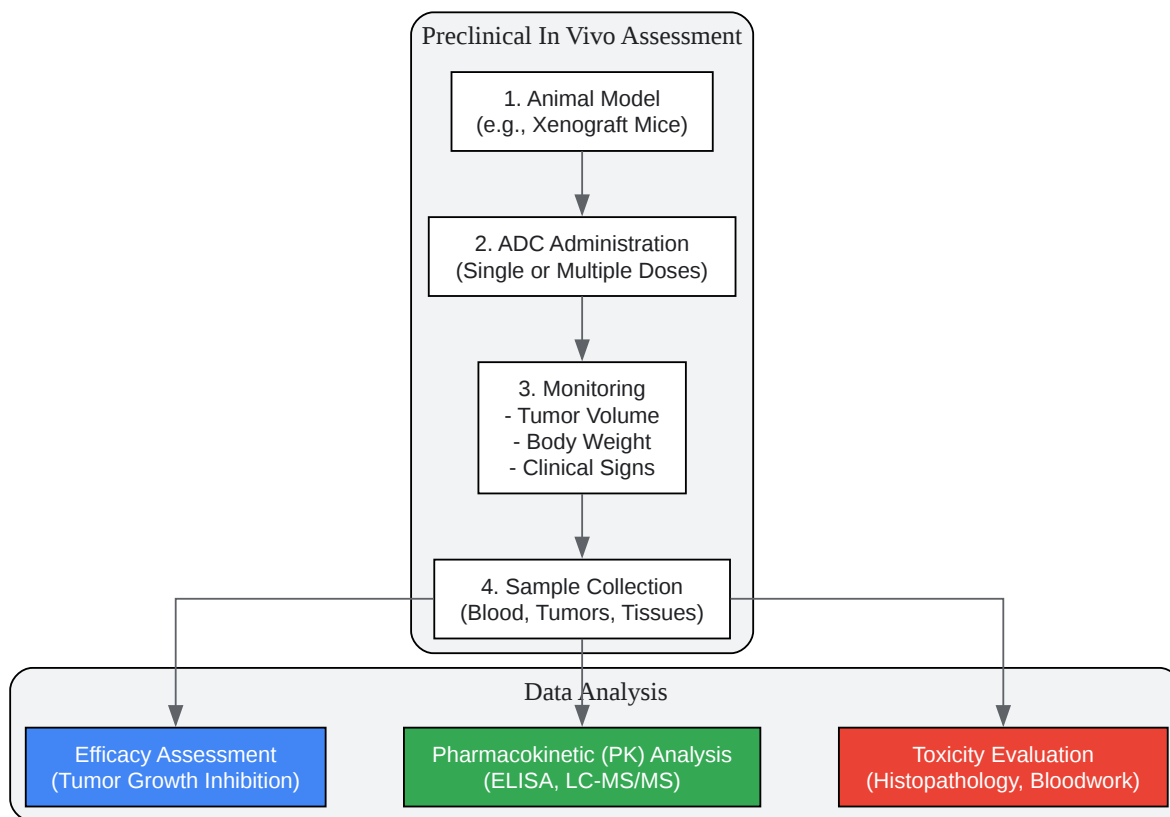 Preclinical In Vivo Assessment
1. Animal Model
(e.g., Xenograft Mice)
2. ADC Administration
(Single or Multiple Doses)
3. Monitoring
- Tumor Volume
- Body Weight
- Clinical Signs
4. Sample Collection
(Blood, Tumors, Tissues)
Data Analysis
Efficacy Assessment
(Tumor Growth Inhibition)
Pharmacokinetic (PK) Analysis
(ELISA, LC-MS/MS)
Toxicity Evaluation
(Histopathology, Bloodwork)